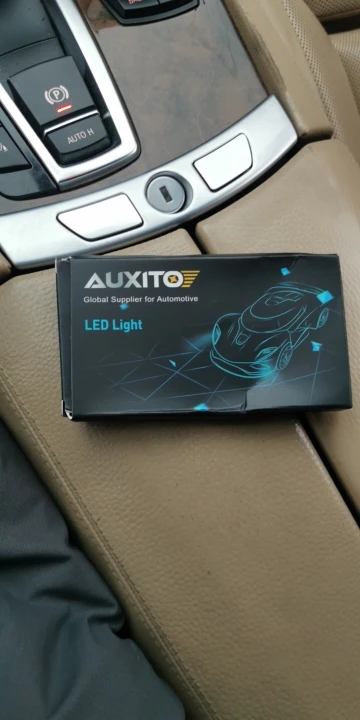 P
AUTO H
AUXITO
Global Supplier for Automotive
LED Light